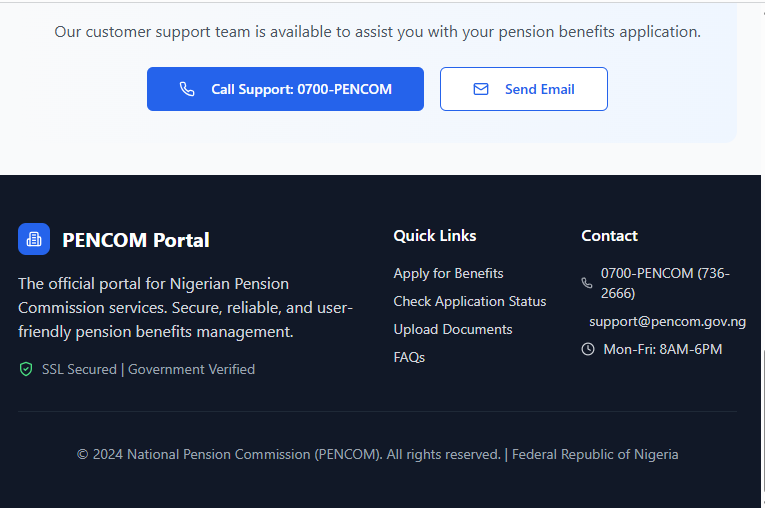 Our customer support team is available to assist you with your pension benefits application.
Call Support: 0700-PENCOM
Send Email
PENCOM Portal
The official portal for Nigerian Pension
Commission services. Secure, reliable, and user-
friendly pension benefits management.
SSL Secured | Government Verified
Quick Links
Apply for Benefits
Check Application Status
Upload Documents
FAQs
Contact
0700-PENCOM (736-
2666)
support@pencom.gov.ng
Mon-Fri: 8AM-6PM
© 2024 National Pension Commission (PENCOM). All rights reserved. | Federal Republic of Nigeria